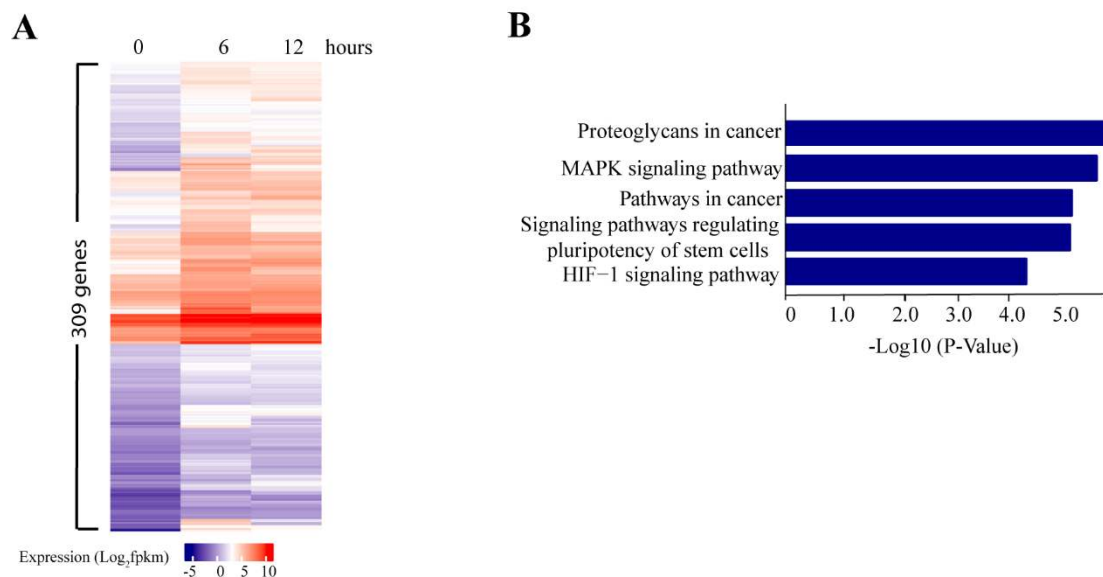 A
0 6 12 hours
309 genes
Expression (Log2fpkm)
-5 0 5 10
B
Proteoglycans in cancer
MAPK signaling pathway
Pathways in cancer
Signaling pathways regulating
pluripotency of stem cells
HIF−1 signaling pathway
0 1.0 2.0 3.0 4.0 5.0
-Log10 (P-Value)